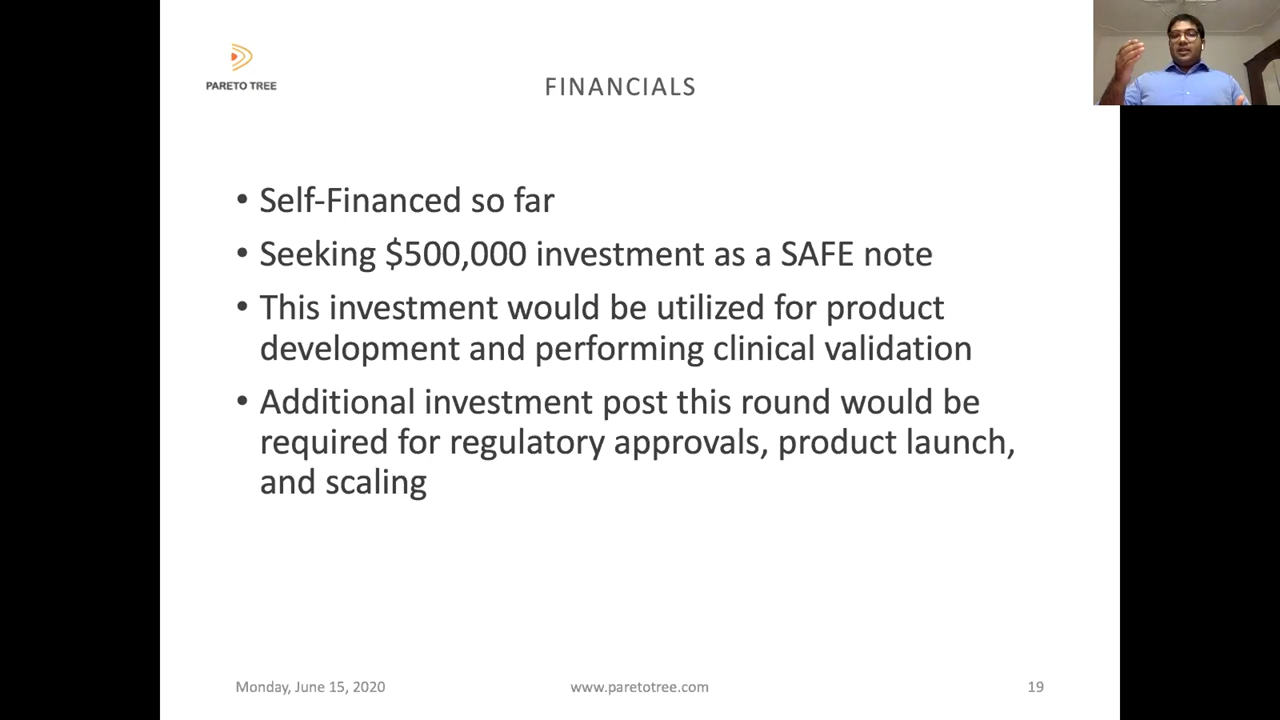 PARETO TREE
FINANCIALS
• Self-Financed so far
• Seeking $500,000 investment as a SAFE note
• This investment would be utilized for product
development and performing clinical validation
• Additional investment post this round would be
required for regulatory approvals, product launch,
and scaling
Monday, June 15, 2020
www.paretotree.com
19